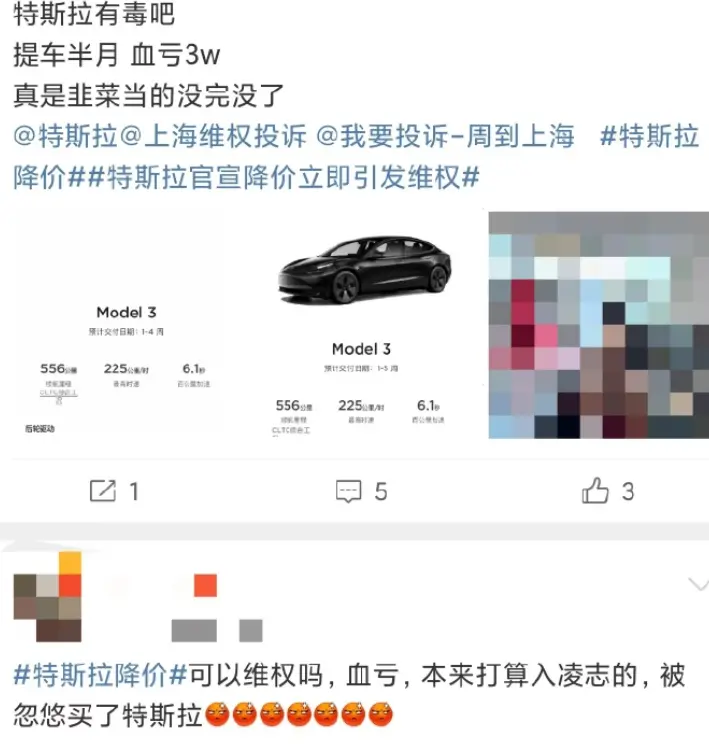 特斯拉有毒吧
提车半月 血亏3w
真是韭菜当的没完没了
@特斯拉@上海维权投诉 @我要投诉-周到上海 #特斯拉
降价##特斯拉官宣降价立即引发维权#
Model 3
预计交付日期：1-4 周
556公里 225公里/时 6.1秒
续航里程 最高时速 百公里加速
CLTC综合工
况
后轮驱动
Model 3
预计交付日期：1-5 周
556公里 225公里/时 6.1秒
续航里程 最高时速 百公里加速
CLTC综合工
1 5 3
#特斯拉降价#可以维权吗，血亏，本来打算入凌志的，被
忽悠买了特斯拉